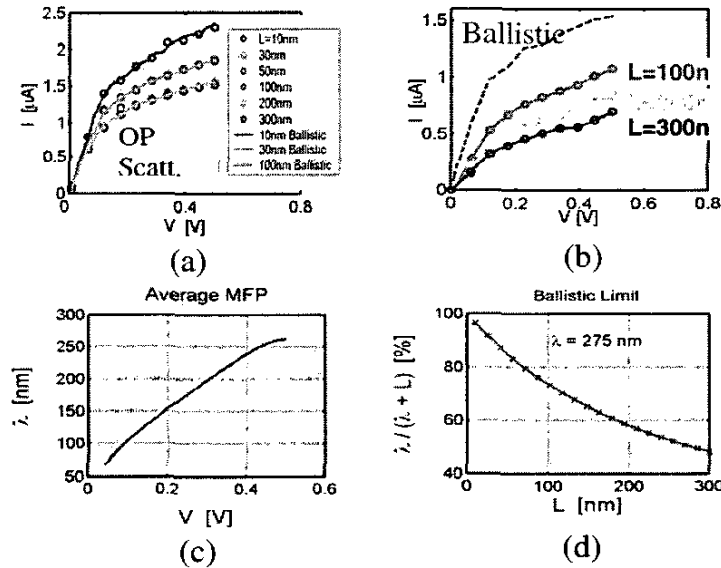 2.5
2
1.5
1
0.5
0
0
0.4
0.8
I [µA]
V [V]
OP
Scatt.
L=10nm
30nm
50nm
100nm
200nm
300nm
10nm Ballistic
30nm Ballistic
100nm Ballistic
(a)
1.5
1
0.5
0
0
0.2
0.4
0.6
0.8
I [µA]
V [V]
Ballistic
L=100n
L=300n
(b)
Average MFP
300
250
200
150
100
50
0
0.2
0.4
0.6
λ [nm]
V [V]
(c)
Ballistic Limit
100
80
60
40
0
100
200
300
λ/(λ + L) [%]
λ = 275 nm
L [nm]
(d)